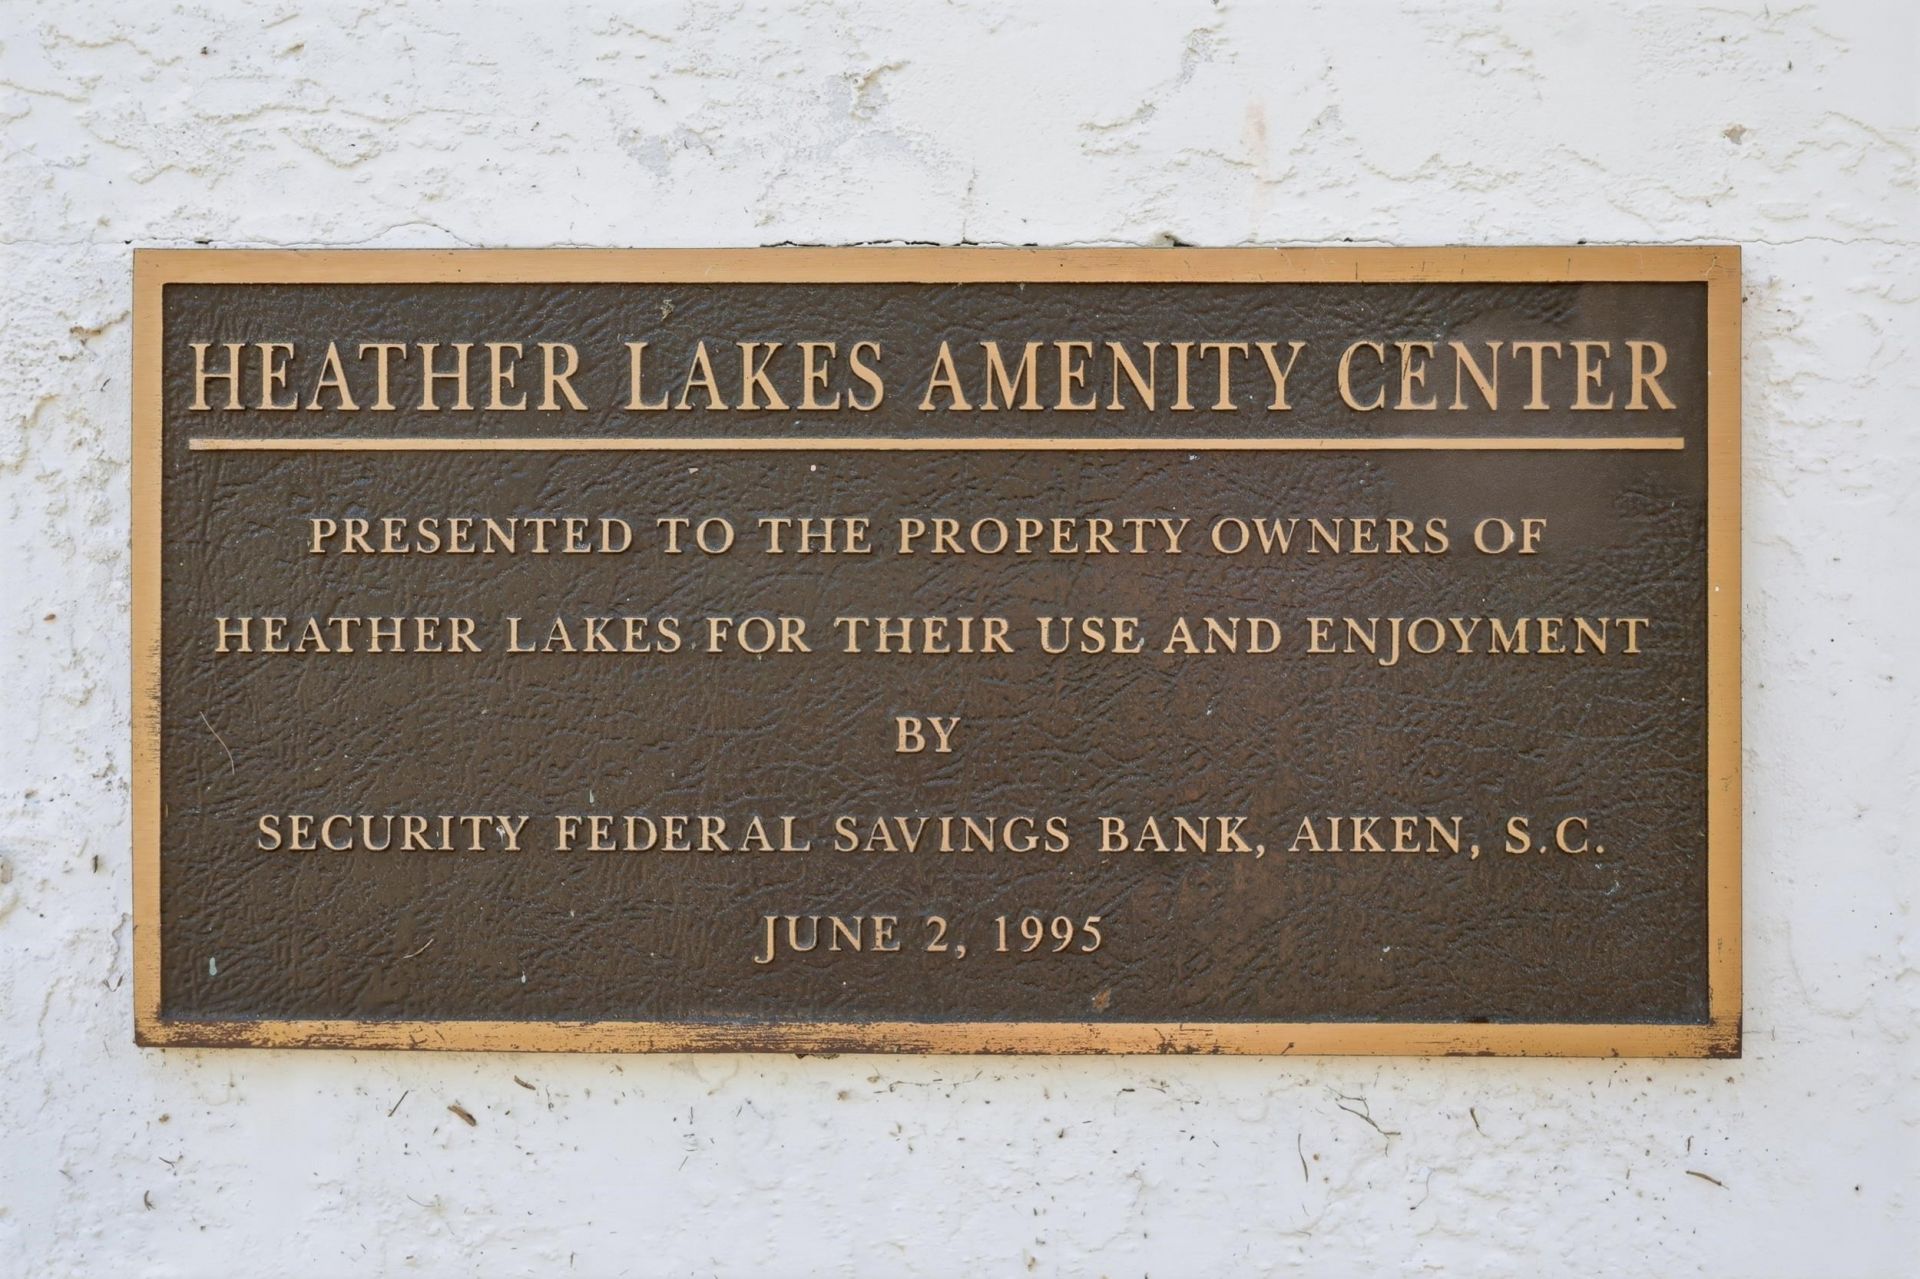 HEATHER LAKES AMENITY CENTER
PRESENTED TO THE PROPERTY OWNERS OF
HEATHER LAKES FOR THEIR USE AND ENJOYMENT
BY
SECURITY FEDERAL SAVINGS BANK, AIKEN, S.C.
JUNE 2, 1995